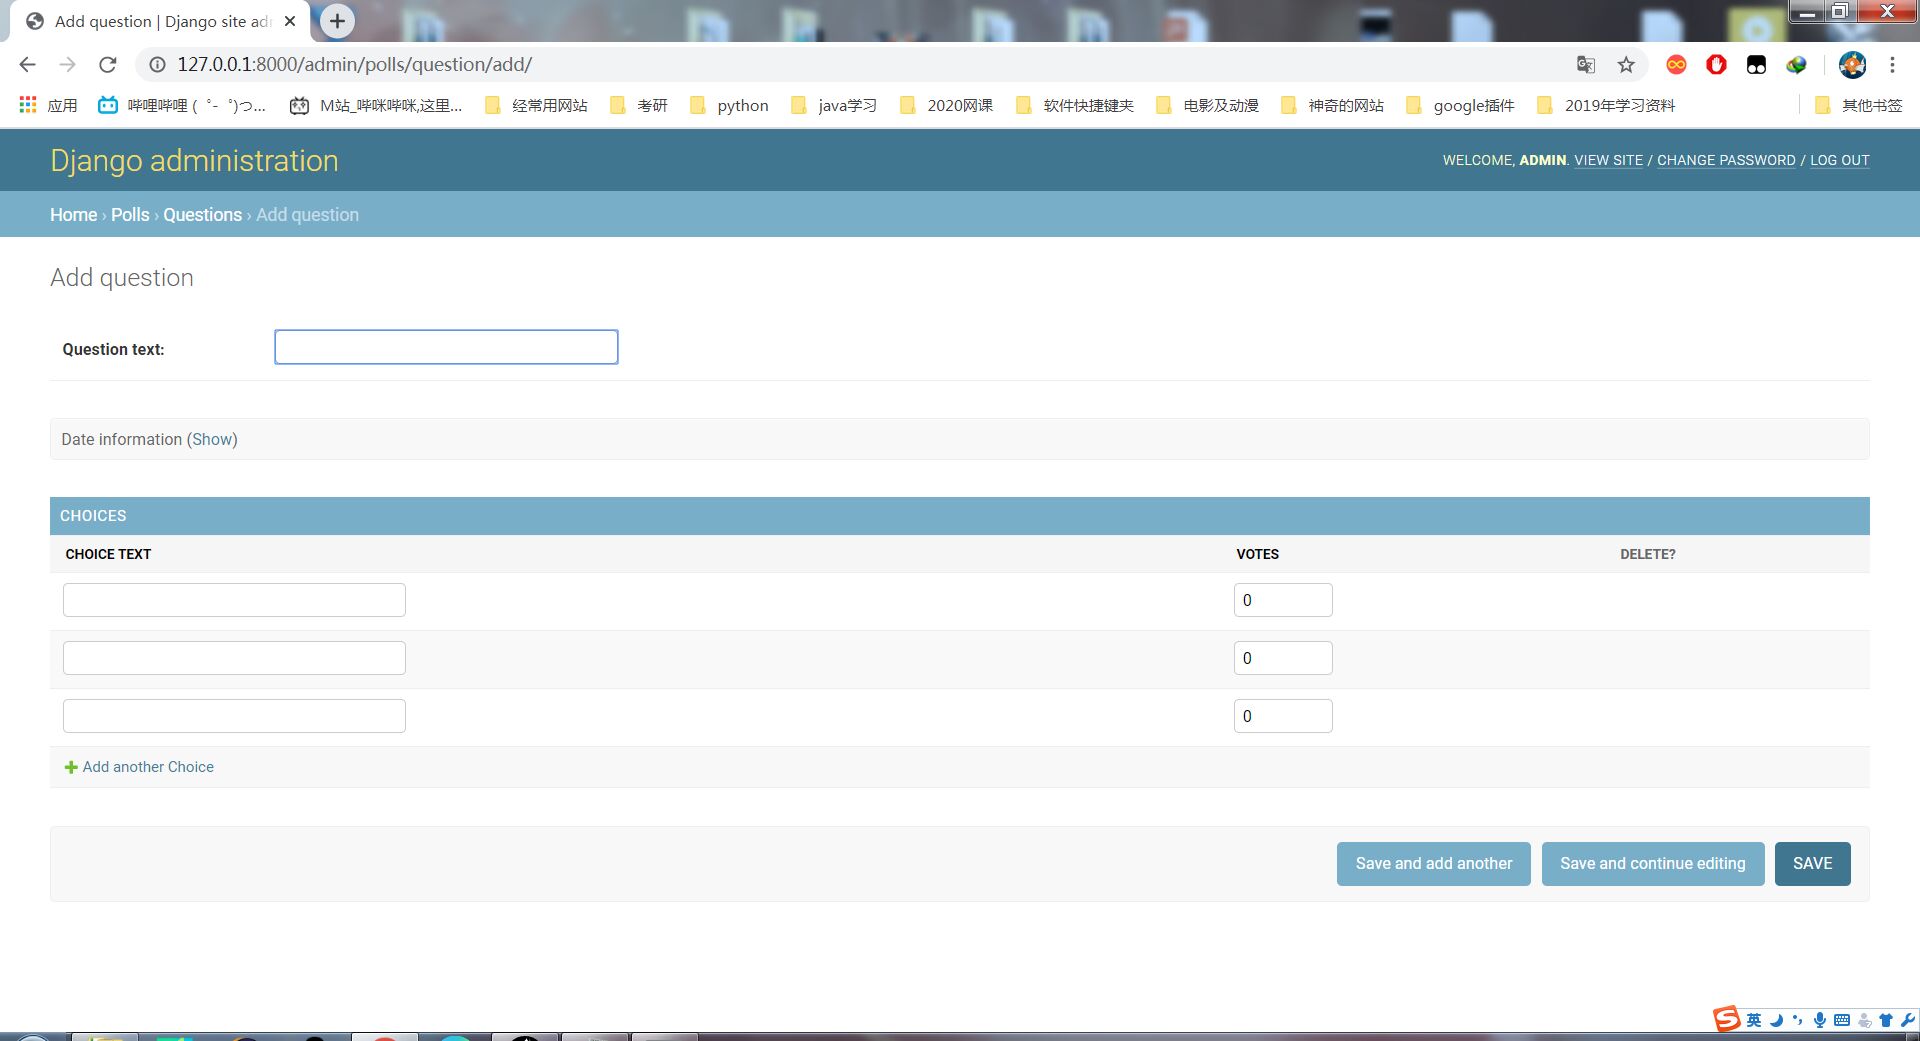 Add question | Django site adr
127.0.0.1:8000/admin/polls/question/add/
应用 哔哩哔哩 ( ゜- ゜)つ... M站_哗咪哗咪,这里... 经常用网站 考研 python java学习 2020网课 软件快捷键夹 电影及动漫 神奇的网站 google插件 2019年学习资料 其他书签
Django administration
WELCOME, ADMIN. VIEW SITE / CHANGE PASSWORD / LOG OUT
Home › Polls › Questions › Add question
Add question
Question text:
Date information (Show)
CHOICES
CHOICE TEXT VOTES DELETE?
0
0
0
Add another Choice
Save and add another Save and continue editing SAVE
英